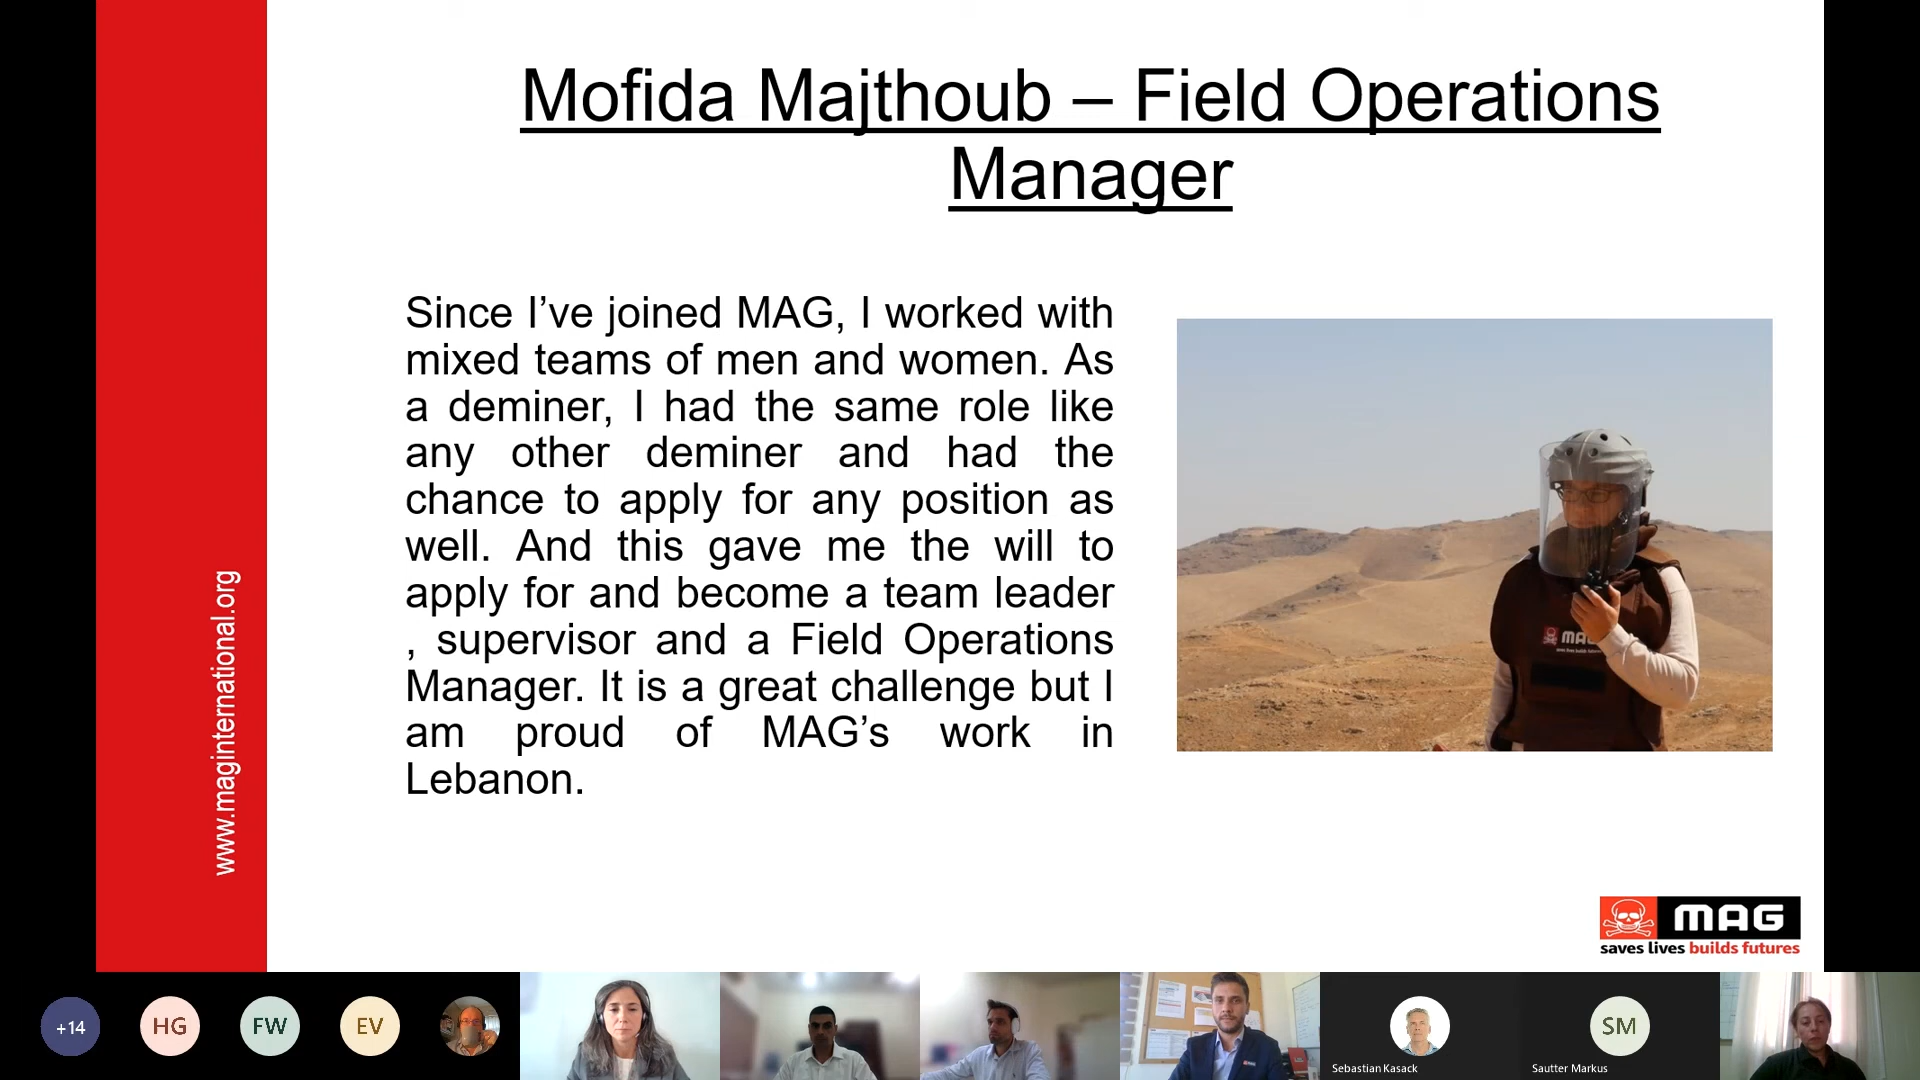 Mofida Majthoub – Field Operations
Manager
Since I’ve joined MAG, I worked with
mixed teams of men and women. As
a deminer, I had the same role like
any other deminer and had the
chance to apply for any position as
well. And this gave me the will to
apply for and become a team leader
, supervisor and a Field Operations
Manager. It is a great challenge but I
am proud of MAG’s work in
Lebanon.
www.maginternational.org
MAG
MAG
saves lives builds futures
+14
HG
FW
EV
Sebastian Kasack
SM
Sautter Markus